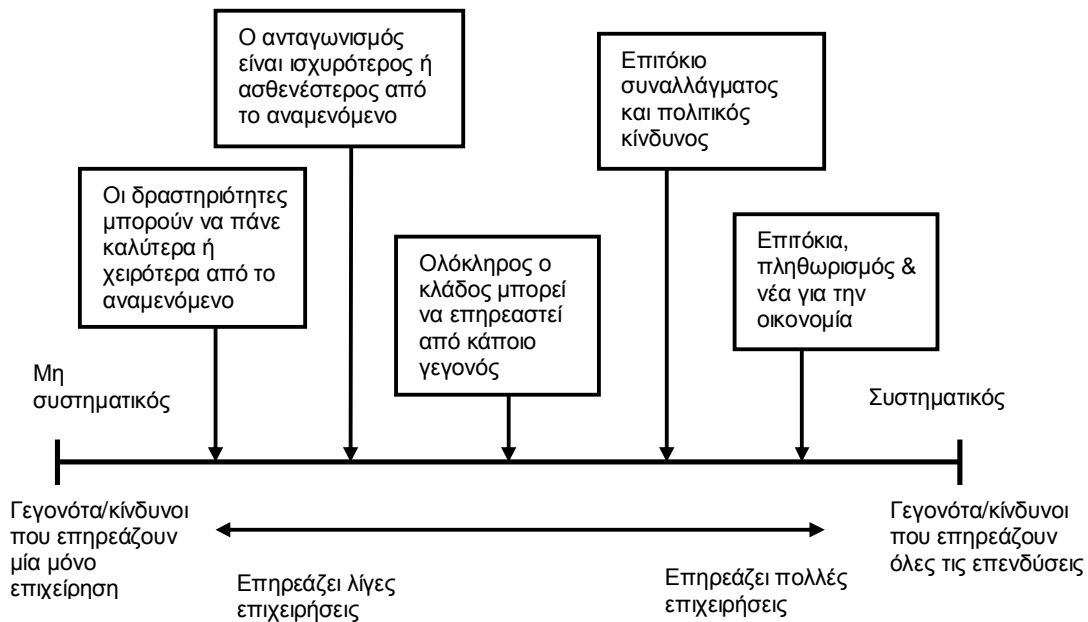 Ο ανταγωνισμός
είναι ισχυρότερος ή
ασθενέστερος από
το αναμενόμενο
Επιτόκιο
συναλλάγματος
και πολιτικός
κίνδυνος
Οι δραστηριότητες
μπορούν να πάνε
καλύτερα ή
χειρότερα από το
αναμενόμενο
Ολόκληρος ο
κλάδος μπορεί
να επηρεαστεί
από κάποιο
γεγονός
Επιτόκια,
πληθωρισμός &
νέα για την
οικονομία
Μη
συστηματικός
Συστηματικός
Γεγονότα/κίνδυνοι
που επηρεάζουν
μία μόνο
επιχείρηση
Επηρεάζει λίγες
επιχειρήσεις
Επηρεάζει πολλές
επιχειρήσεις
Γεγονότα/κίνδυνοι
που επηρεάζουν
όλες τις επενδύσεις